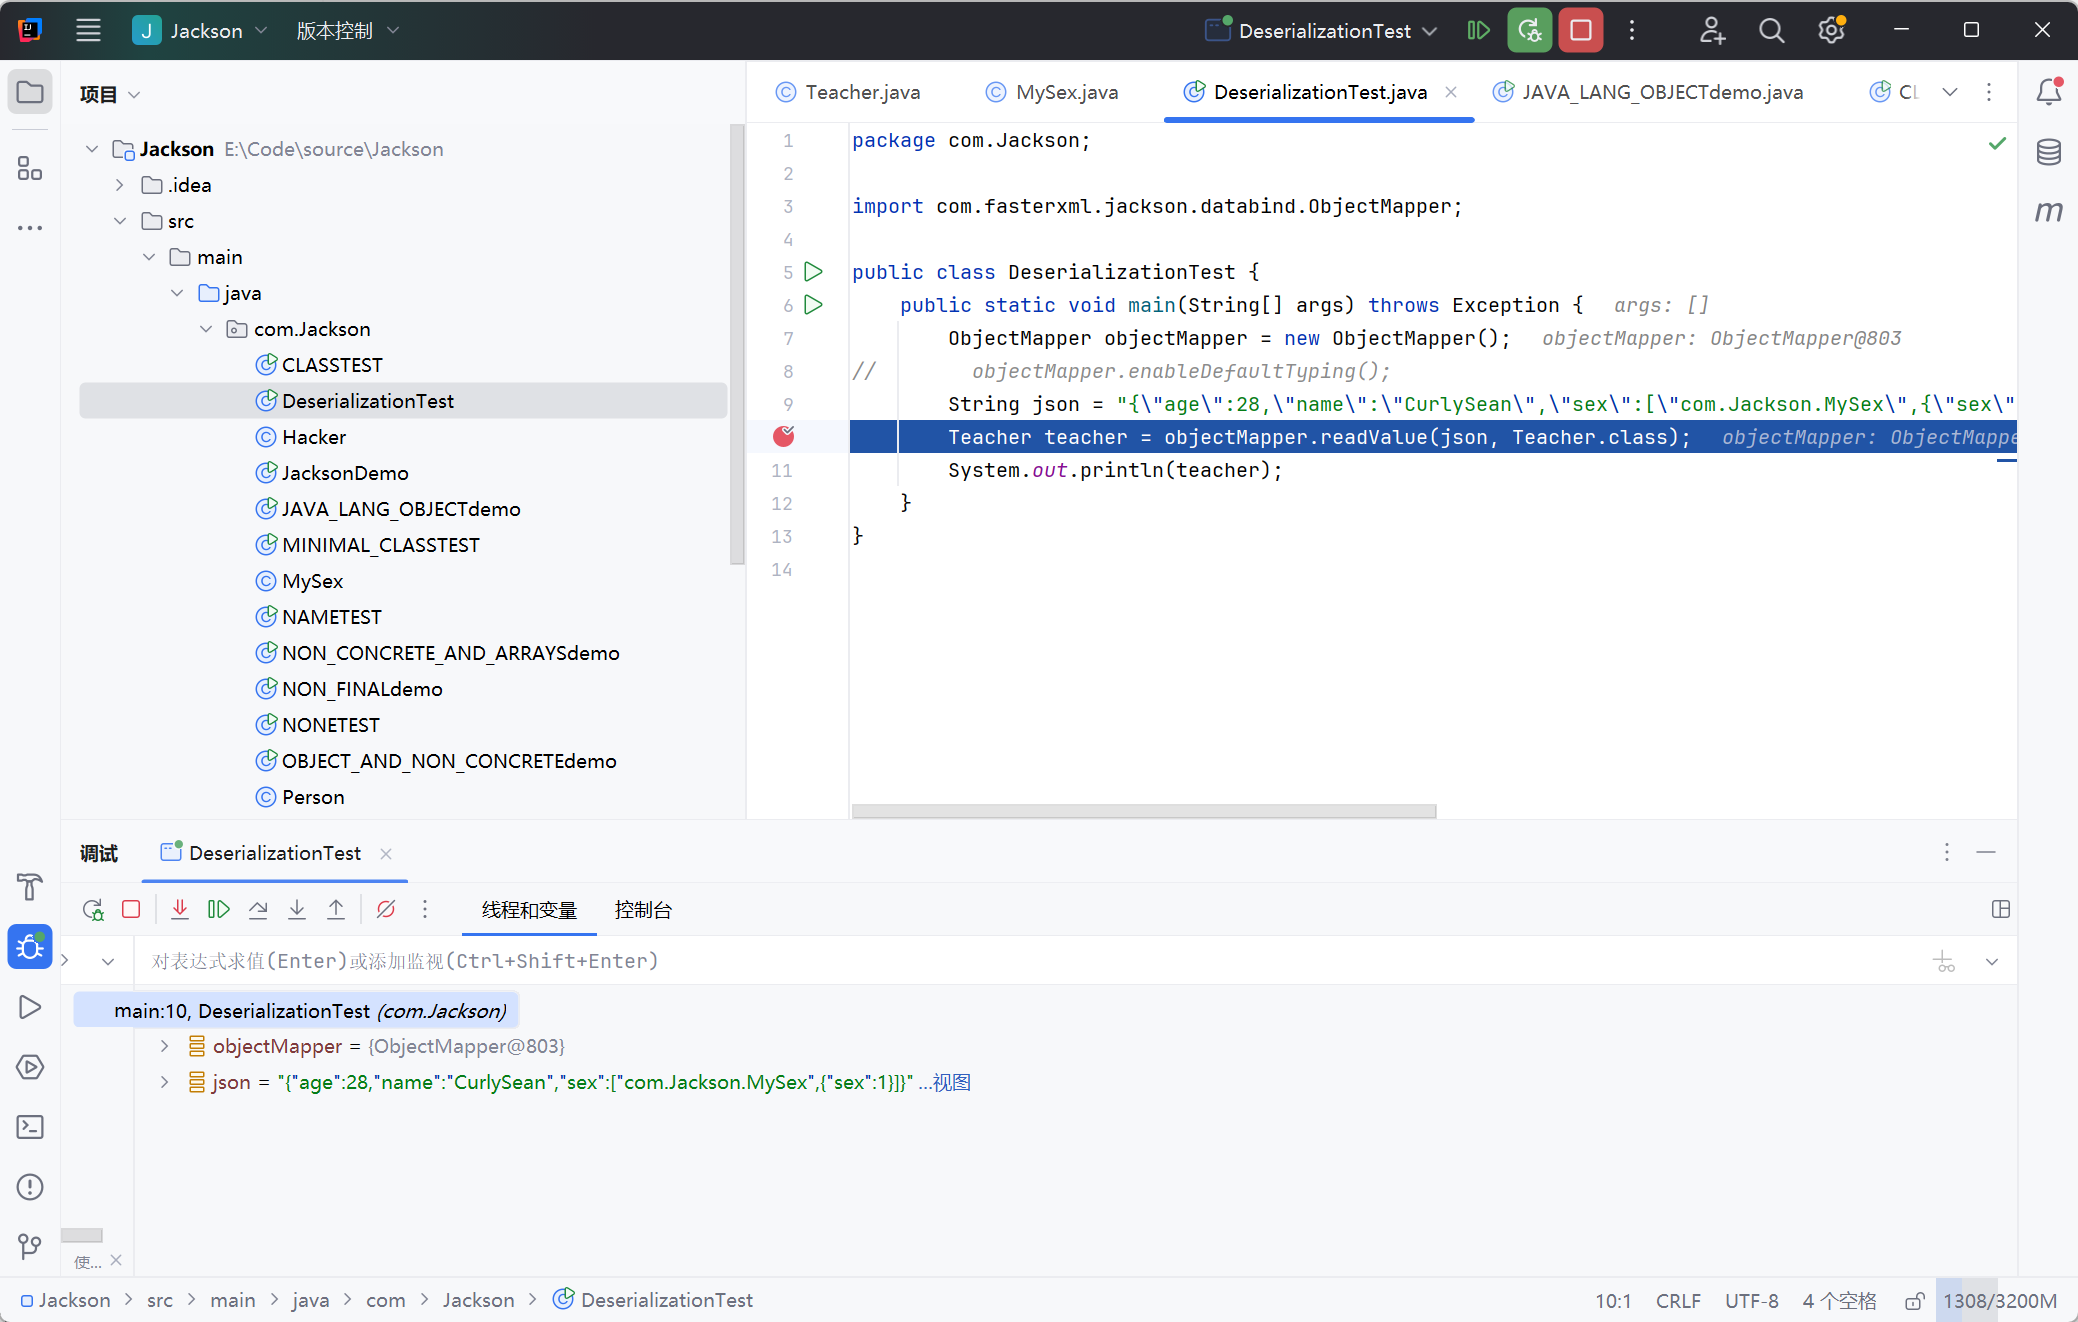 J Jackson 版本控制 DeserializationTest
项目
Jackson E:\Code\source\Jackson
.idea
src
main
java
com.Jackson
CLASSTEST
DeserializationTest
Hacker
JacksonDemo
JAVA_LANG_OBJECTdemo
MINIMAL_CLASSTEST
MySex
NAMETEST
NON_CONCRETE_AND_ARRAYSdemo
NON_FINALdemo
NONETEST
OBJECT_AND_NON_CONCRETEdemo
Person
Teacher.java MySex.java DeserializationTest.java JAVA_LANG_OBJECTdemo.java
1 package com.Jackson;
2
3 import com.fasterxml.jackson.databind.ObjectMapper;
4
5 public class DeserializationTest {
6 public static void main(String[] args) throws Exception { args: []
7 ObjectMapper objectMapper = new ObjectMapper(); objectMapper: ObjectMapper@803
8 // objectMapper.enableDefaultTyping();
9 String json = "{\"age\":28,\"name\":\"CurlySean\",\"sex\":[\"com.Jackson.MySex\",{\"sex\"
Teacher teacher = objectMapper.readValue(json, Teacher.class); objectMapper: ObjectMappe
11 System.out.println(teacher);
12 }
13 }
14
调试 DeserializationTest
线程和变量 控制台
对表达式求值(Enter)或添加监视(Ctrl+Shift+Enter)
main:10, DeserializationTest (com.Jackson)
objectMapper = {ObjectMapper@803}
json = "{"age":28,"name":"CurlySean","sex":["com.Jackson.MySex",{"sex":1}]}" ...视图
使...
Jackson > src > main > java > com > Jackson > DeserializationTest 10:1 CRLF UTF-8 4 个空格 1308/3200M